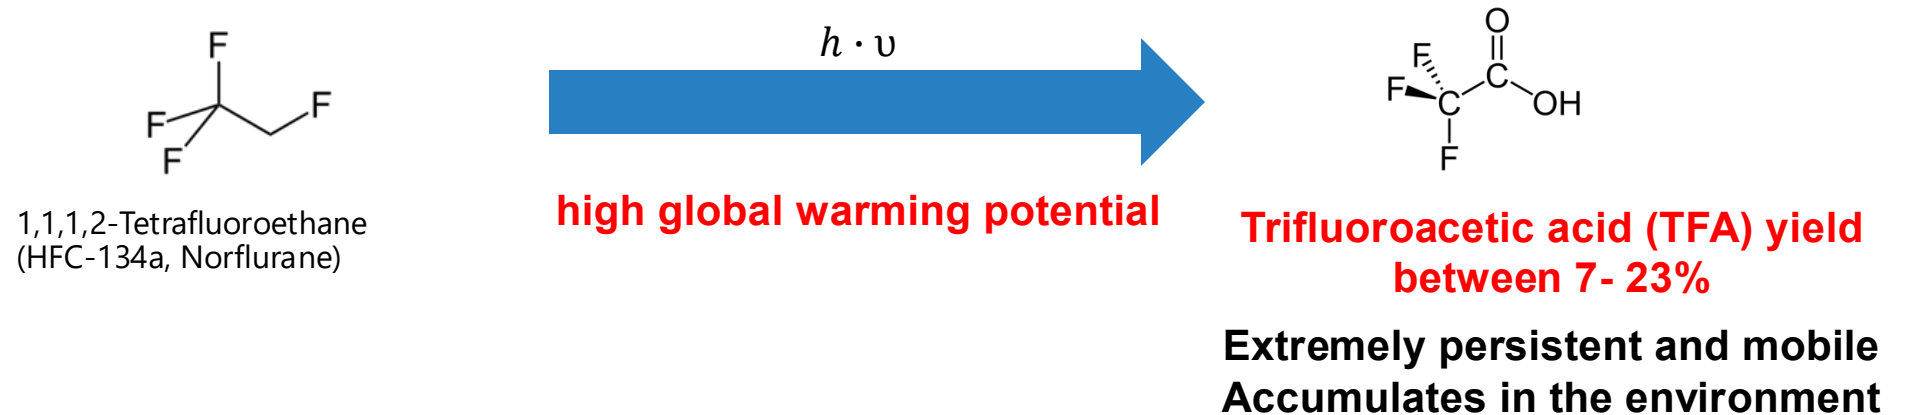 F
F
F
F
1,1,1,2-Tetrafluoroethane
(HFC-134a, Norflurane)
h · υ
high global warming potential
O
F
F
C
C
OH
F
Trifluoroacetic acid (TFA) yield
between 7- 23%
Extremely persistent and mobile
Accumulates in the environment